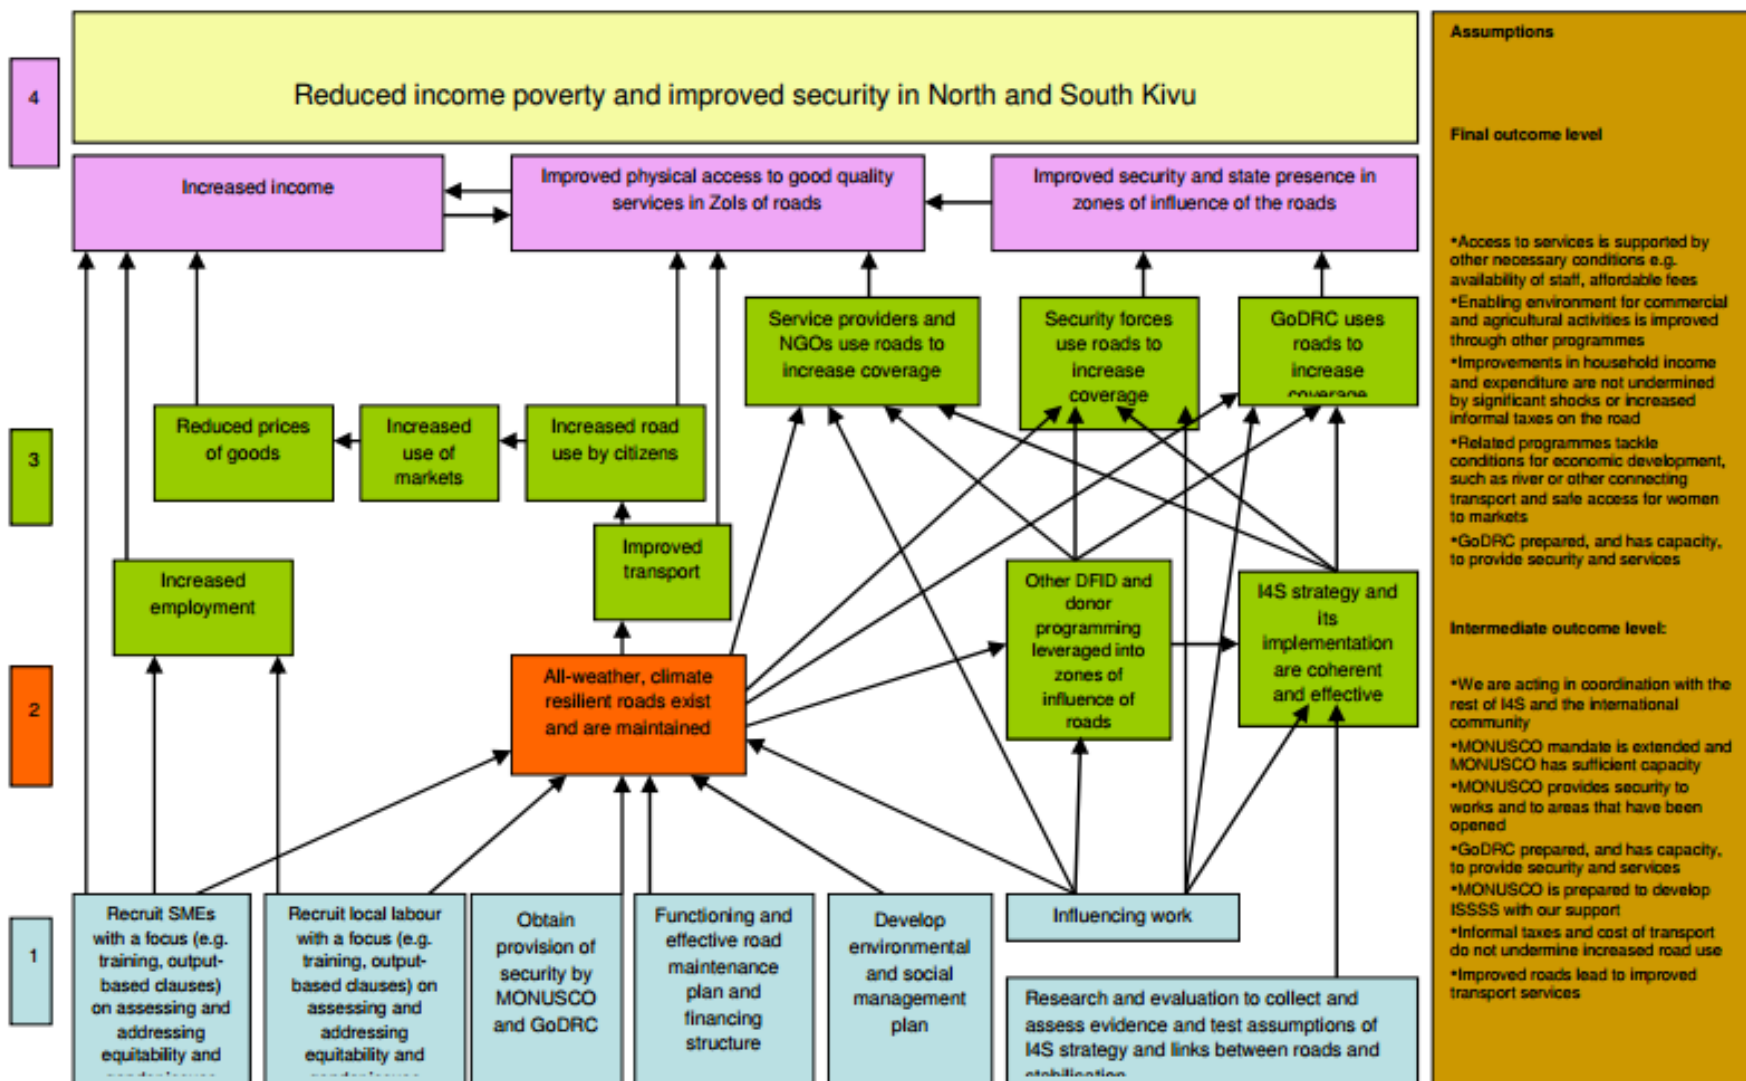 4
Reduced income poverty and improved security in North and South Kivu
Increased income
Improved physical access to good quality
services in ZoIs of roads
Improved security and state presence in
zones of influence of the roads
3
Service providers and
NGOs use roads to
increase coverage
Security forces
use roads to
increase
coverage
GoDRC uses
roads to
increase
coverage
Reduced prices
of goods
Increased
use of
markets
Increased road
use by citizens
Improved
transport
Increased
employment
Other DFID and
donor
programming
leveraged into
zones of
influence of
roads
I4S strategy and
its
implementation
are coherent
and effective
2
All-weather, climate
resilient roads exist
and are maintained
1
Recruit SMEs
with a focus (e.g.
training, output-
based clauses) on
on assessing and
addressing
equitability and
Recruit local labour
with a focus (e.g.
training, output-
based clauses) on
assessing and
addressing
equitability and
Obtain
provision of
security by
MONUSCO
and GoDRC
Functioning and
effective road
maintenance
plan and
financing
structure
Develop
environmental
and social
management
plan
Influencing work
Research and evaluation to collect and
assess evidence and test assumptions of
I4S strategy and links between roads and
stabilisation
Assumptions
Final outcome level
•Access to services is supported by
other necessary conditions e.g.
availability of staff, affordable fees
•Enabling environment for commercial
and agricultural activities is improved
through other programmes
•Improvements in household income
and expenditure are not undermined
by significant shocks or increased
informal taxes on the road
•Related programmes tackle
conditions for economic development,
such as river or other connecting
transport and safe access for women
to markets
•GoDRC prepared, and has capacity,
to provide security and services
Intermediate outcome level:
•We are acting in coordination with the
rest of I4S and the international
community
•MONUSCO mandate is extended and
MONUSCO has sufficient capacity
•MONUSCO provides security to
works and to areas that have been
opened
•GoDRC prepared, and has capacity,
to provide security and services
•MONUSCO is prepared to develop
ISSSS with our support
•Informal taxes and cost of transport
do not undermine increased road use
•Improved roads lead to improved
transport services